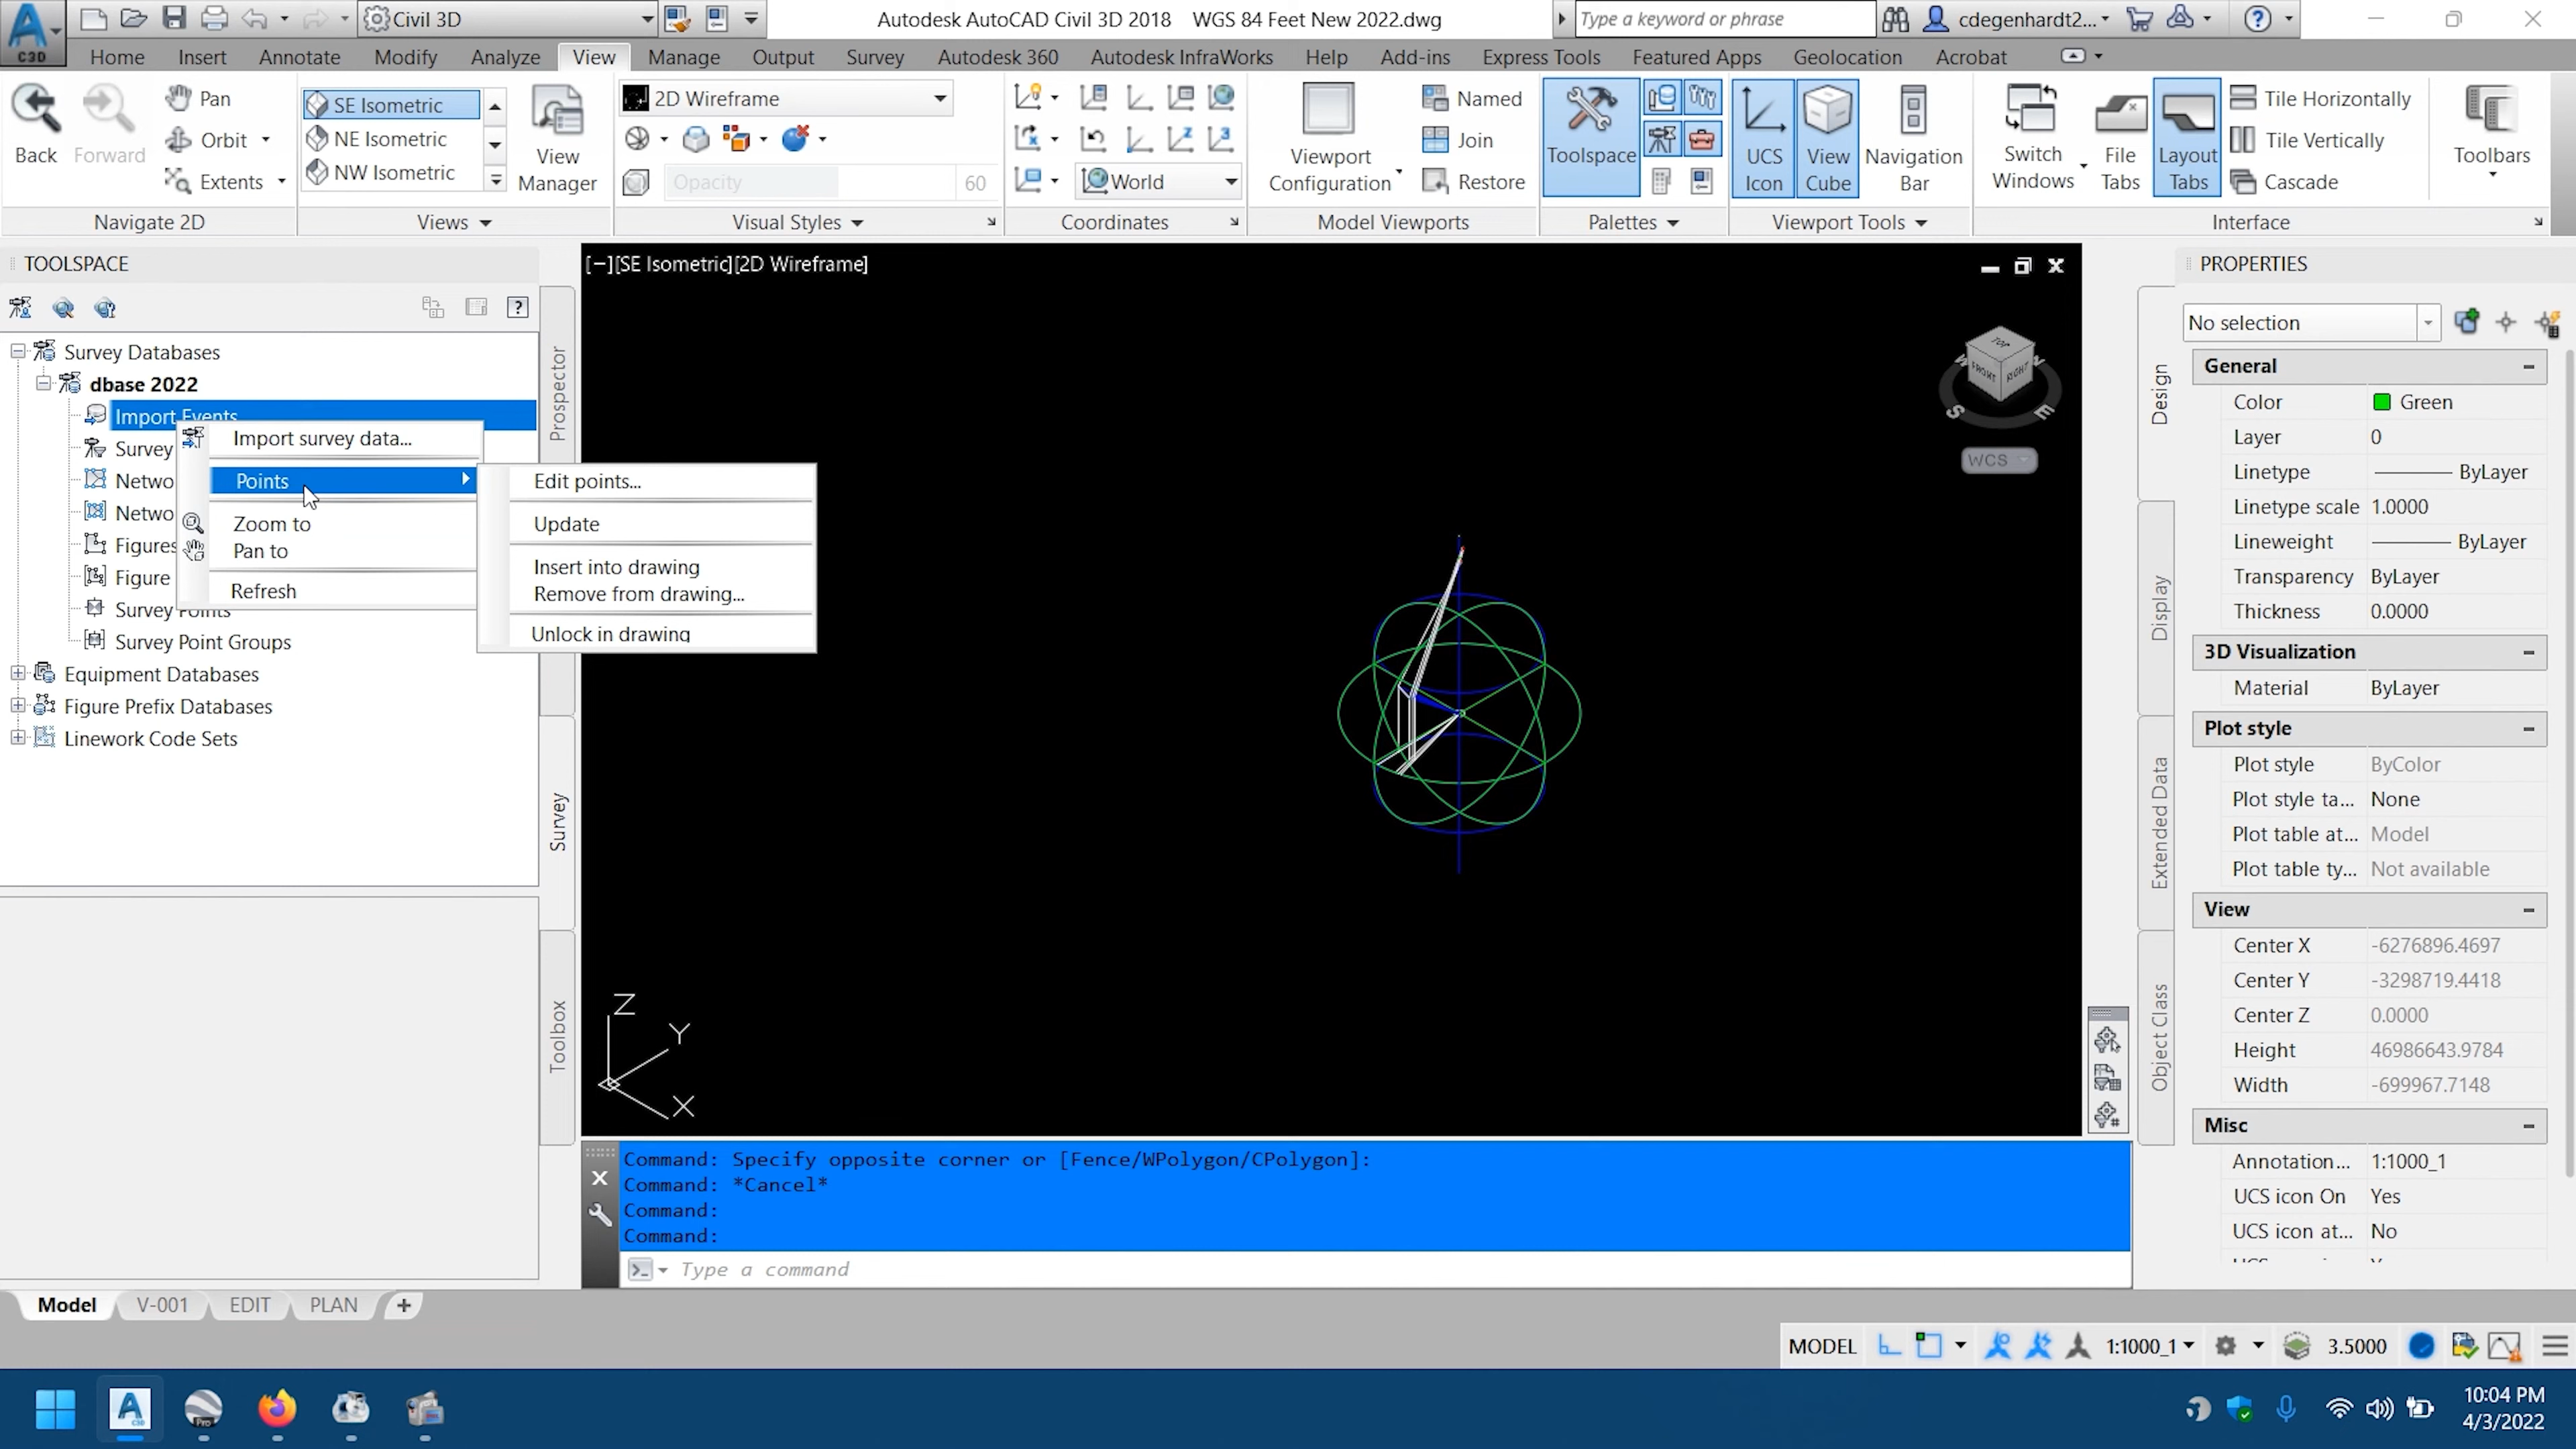 Civil 3D
Autodesk AutoCAD Civil 3D 2018 WGS 84 Feet New 2022.dwg
Type a keyword or phrase
cdegenhardt2...
C3D
Home Insert Annotate Modify Analyze View Manage Output Survey Autodesk 360 Autodesk InfraWorks Help Add-ins Express Tools Featured Apps Geolocation Acrobat
Back
Forward
Pan
Orbit
Extents
Navigate 2D
SE Isometric
NE Isometric
NW Isometric
View
Manager
Views
2D Wireframe
Opacity 60
Visual Styles
World
Coordinates
Viewport
Configuration
Named
Join
Restore
Model Viewports
Toolspace
Palettes
UCS
Icon
View
Cube
Navigation
Bar
Viewport Tools
Switch
Windows
File
Tabs
Layout
Tabs
Tile Horizontally
Tile Vertically
Cascade
Interface
Toolbars
TOOLSPACE
Survey Databases
dbase 2022
Import Events
Survey
Netwo
Netwo
Figures
Figure
Survey Points
Survey Point Groups
Equipment Databases
Figure Prefix Databases
Linework Code Sets
Import survey data...
Points
Zoom to
Pan to
Refresh
Edit points...
Update
Insert into drawing
Remove from drawing...
Unlock in drawing
Prospector
Survey
Toolbox
[−][SE Isometric][2D Wireframe]
TOP
FRONT
RIGHT
W
N
S
E
WCS
Z
Y
X
Command: Specify opposite corner or [Fence/WPolygon/CPolygon]:
Command: *Cancel*
Command:
Command:
Type a command
PROPERTIES
No selection
Design
Display
Extended Data
Object Class
General
Color Green
Layer 0
Linetype ByLayer
Linetype scale 1.0000
Lineweight ByLayer
Transparency ByLayer
Thickness 0.0000
3D Visualization
Material ByLayer
Plot style
Plot style ByColor
Plot style ta... None
Plot table at... Model
Plot table ty... Not available
View
Center X -6276896.4697
Center Y -3298719.4418
Center Z 0.0000
Height 46986643.9784
Width -699967.7148
Misc
Annotation... 1:1000_1
UCS icon On Yes
UCS icon at... No
Model V-001 EDIT PLAN +
MODEL 1:1000_1 3.5000
Pro
10:04 PM
4/3/2022